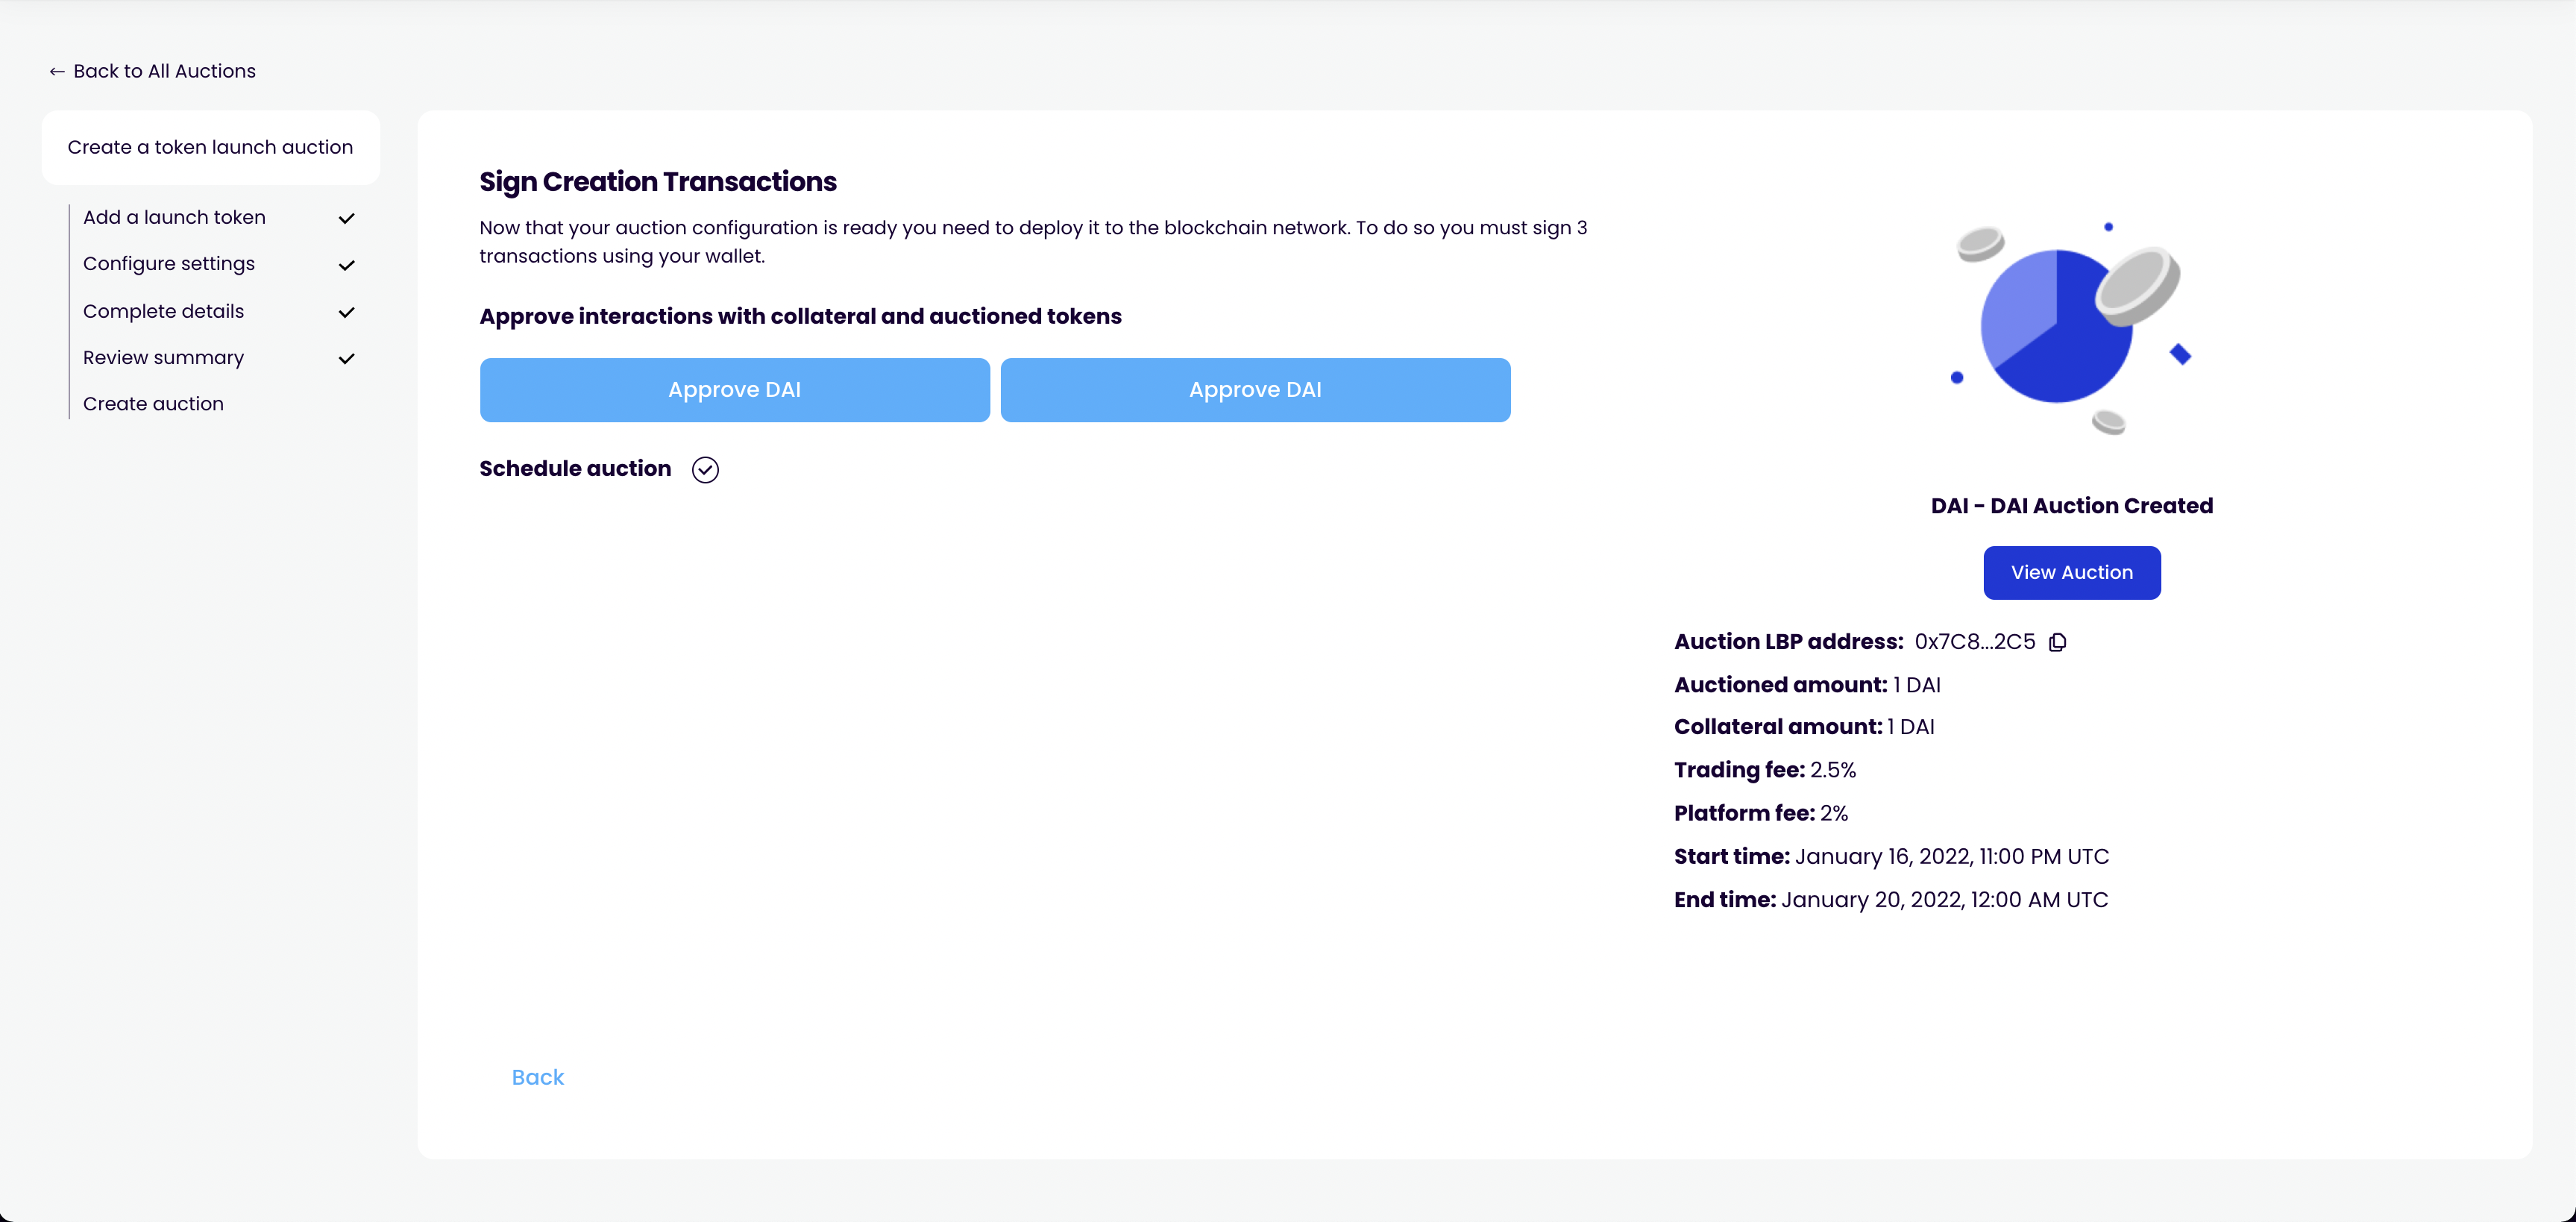 ← Back to All Auctions
Create a token launch auction
Add a launch token
Configure settings
Complete details
Review summary
Create auction
Sign Creation Transactions
Now that your auction configuration is ready you need to deploy it to the blockchain network. To do so you must sign 3
transactions using your wallet.
Approve interactions with collateral and auctioned tokens
Approve DAI
Approve DAI
Schedule auction
Back
DAI - DAI Auction Created
View Auction
Auction LBP address: 0x7C8...2C5
Auctioned amount: 1 DAI
Collateral amount: 1 DAI
Trading fee: 2.5%
Platform fee: 2%
Start time: January 16, 2022, 11:00 PM UTC
End time: January 20, 2022, 12:00 AM UTC